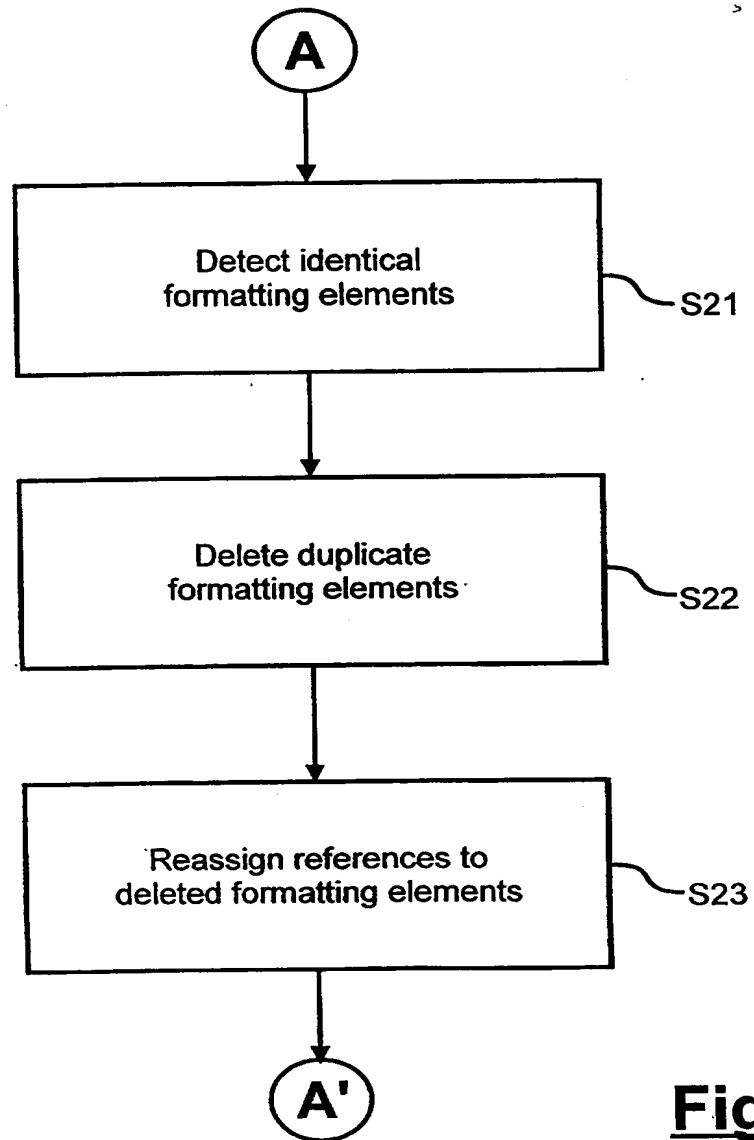 A
Detect identical
formatting elements
S21
Delete duplicate
formatting elements
S22
Reassign references to
deleted formatting elements
S23
A'